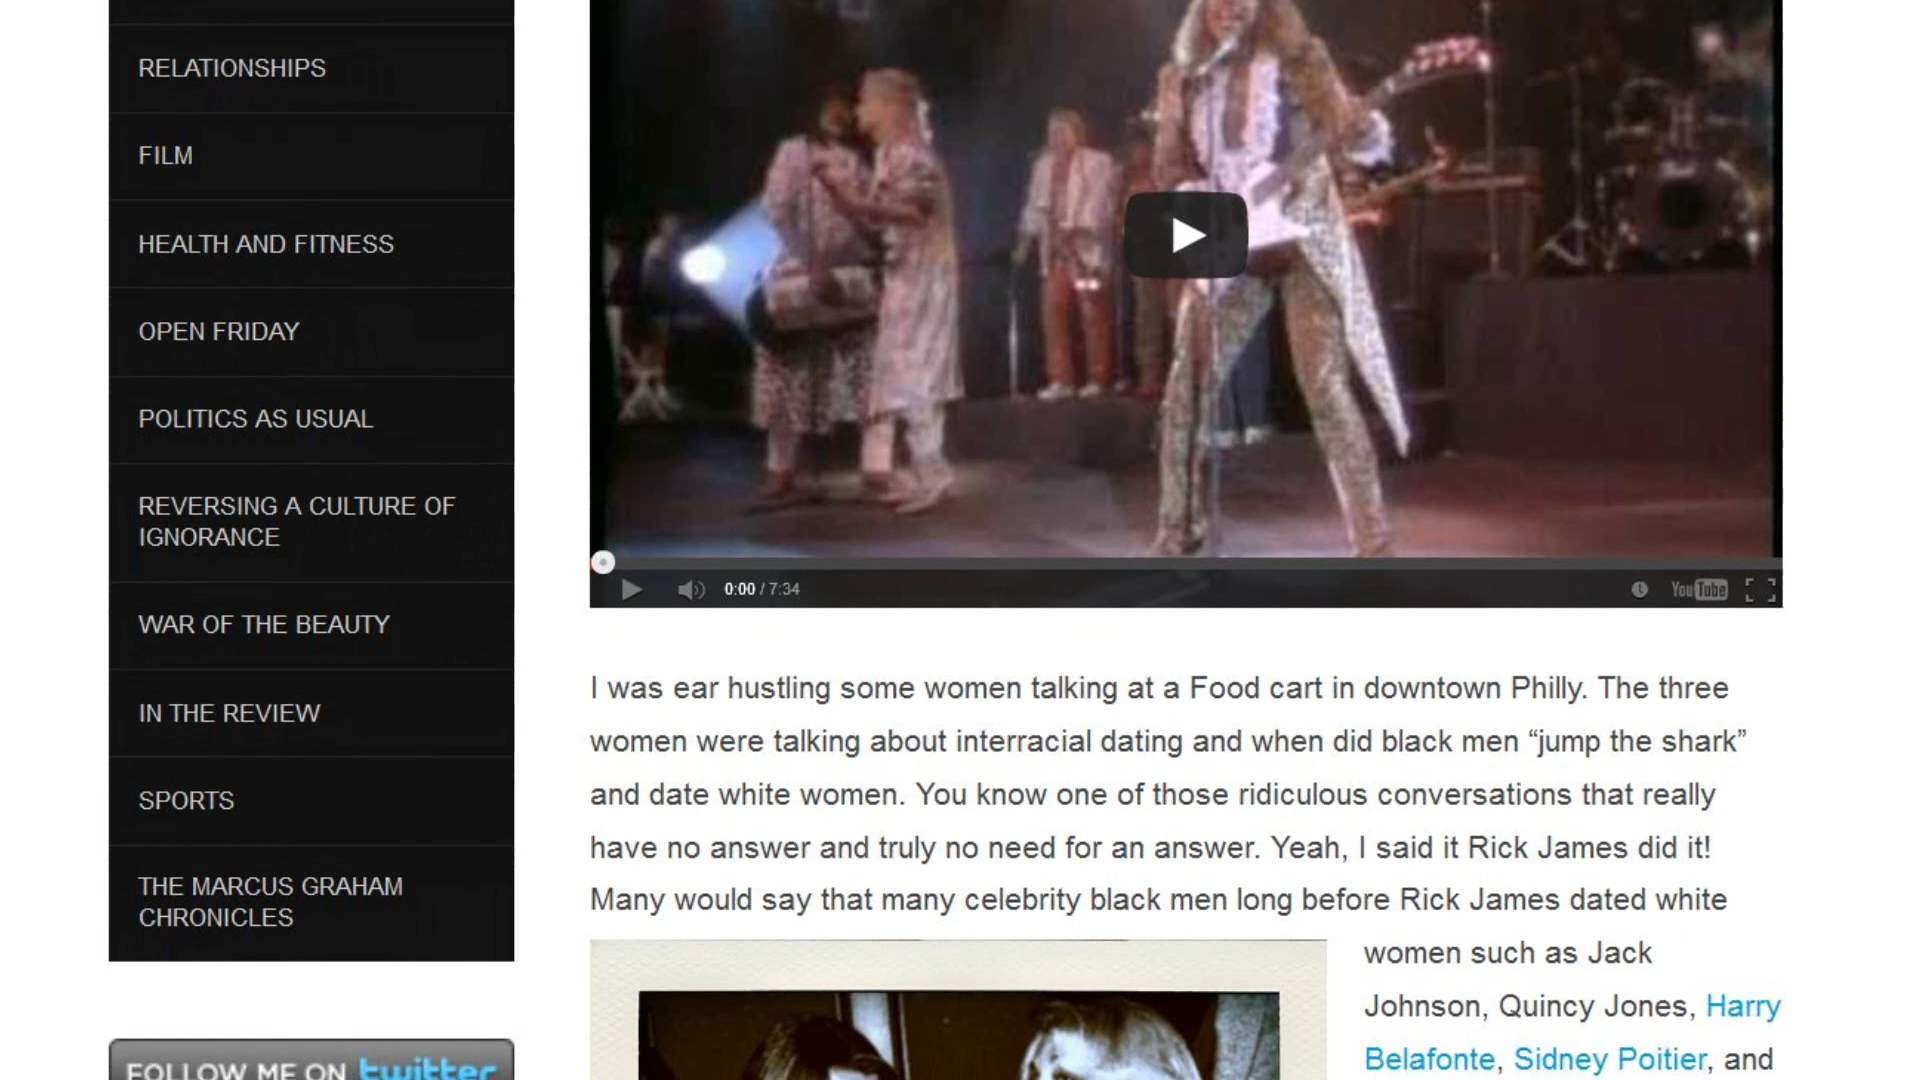 RELATIONSHIPS
FILM
HEALTH AND FITNESS
OPEN FRIDAY
POLITICS AS USUAL
REVERSING A CULTURE OF
IGNORANCE
WAR OF THE BEAUTY
IN THE REVIEW
SPORTS
THE MARCUS GRAHAM
CHRONICLES
FOLLOW ME ON twitter
0:00 / 7:34
YouTube
I was ear hustling some women talking at a Food cart in downtown Philly. The three
women were talking about interracial dating and when did black men “jump the shark”
and date white women. You know one of those ridiculous conversations that really
have no answer and truly no need for an answer. Yeah, I said it Rick James did it!
Many would say that many celebrity black men long before Rick James dated white
women such as Jack
Johnson, Quincy Jones, Harry
Belafonte, Sidney Poitier, and